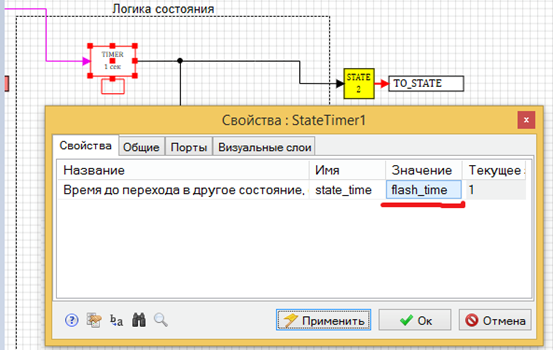 Логика состояния
TIMER
1 сек
STATE
2
TO_STATE
Свойства : StateTimer1
x
Свойства Общие Порты Визуальные слои
Название Имя Значение Текущее
Время до перехода в другое состояние, state_time flash_time 1
? b a Применить Ок Отмена